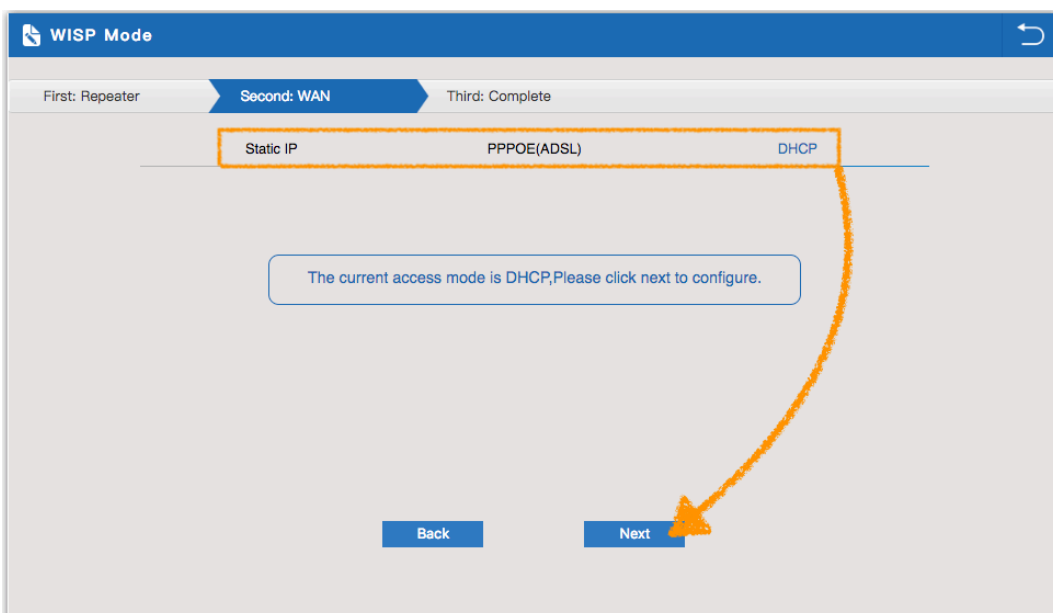 WISP Mode
First: Repeater Second: WAN Third: Complete
Static IP PPPOE(ADSL) DHCP
The current access mode is DHCP,Please click next to configure.
Back Next